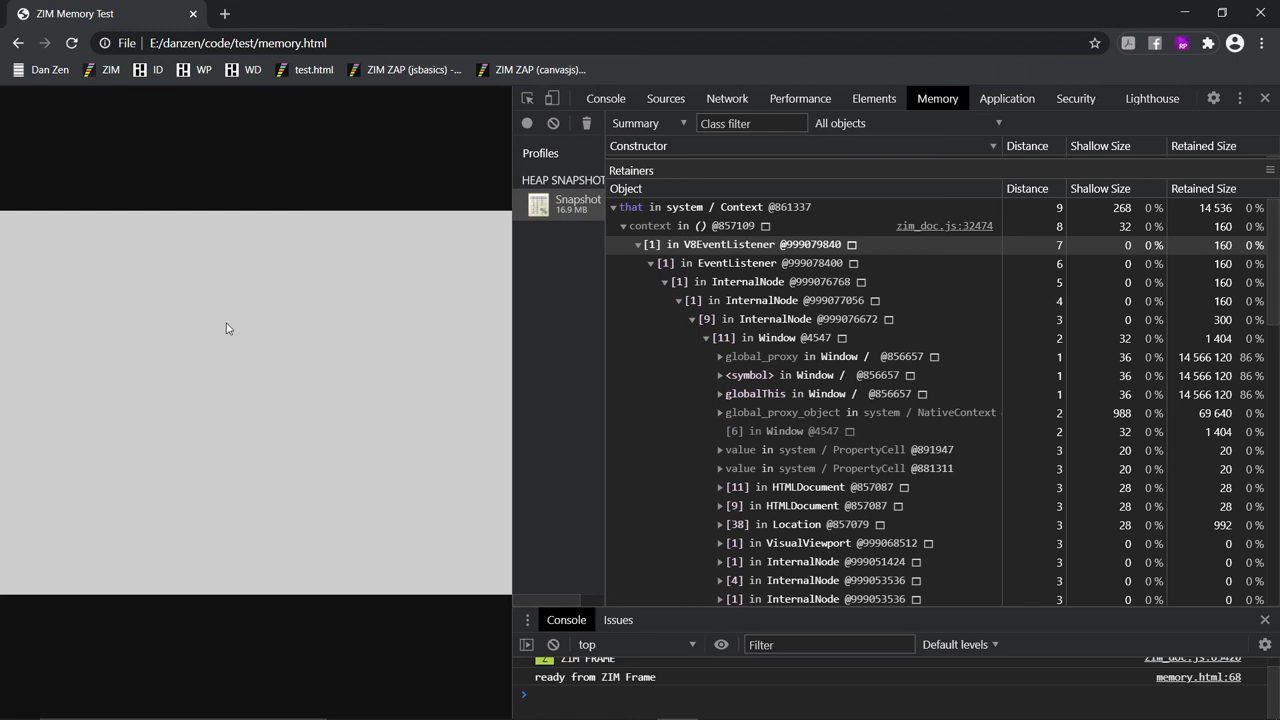 ZIM Memory Test
File E:/danzen/code/test/memory.html
Dan Zen ZIM ID WP WD test.html ZIM ZAP (jsbasics) -... ZIM ZAP (canvasjs)...
Console Sources Network Performance Elements Memory Application Security Lighthouse
Summary Class filter All objects
Profiles
HEAP SNAPSHOT
Snapshot
16.9 MB
Constructor Distance Shallow Size Retained Size
Retainers
Object Distance Shallow Size Retained Size
that in system / Context @861337 9 268 0 % 14 536 0 %
context in () @857109 zim_doc.js:32474 8 32 0 % 160 0 %
[1] in V8EventListener @999079840 7 0 0 % 160 0 %
[1] in EventListener @999078400 6 0 0 % 160 0 %
[1] in InternalNode @999076768 5 0 0 % 160 0 %
[1] in InternalNode @999077056 4 0 0 % 160 0 %
[9] in InternalNode @999076672 3 0 0 % 300 0 %
[11] in Window @4547 2 32 0 % 1 404 0 %
global_proxy in Window / @856657 1 36 0 % 14 566 120 86 %
<symbol> in Window / @856657 1 36 0 % 14 566 120 86 %
globalThis in Window / @856657 1 36 0 % 14 566 120 86 %
global_proxy_object in system / NativeContext 2 988 0 % 69 640 0 %
[6] in Window @4547 2 32 0 % 1 404 0 %
value in system / PropertyCell @891947 3 20 0 % 20 0 %
value in system / PropertyCell @881311 3 20 0 % 20 0 %
[11] in HTMLDocument @857087 3 28 0 % 28 0 %
[9] in HTMLDocument @857087 3 28 0 % 28 0 %
[38] in Location @857079 3 28 0 % 992 0 %
[1] in VisualViewport @999068512 3 0 0 % 0 0 %
[1] in InternalNode @999051424 3 0 0 % 0 0 %
[4] in InternalNode @999053536 3 0 0 % 0 0 %
[1] in InternalNode @999053536 3 0 0 % 0 0 %
Console Issues
top Filter Default levels
ZIM FRAME
ready from ZIM Frame memory.html:68